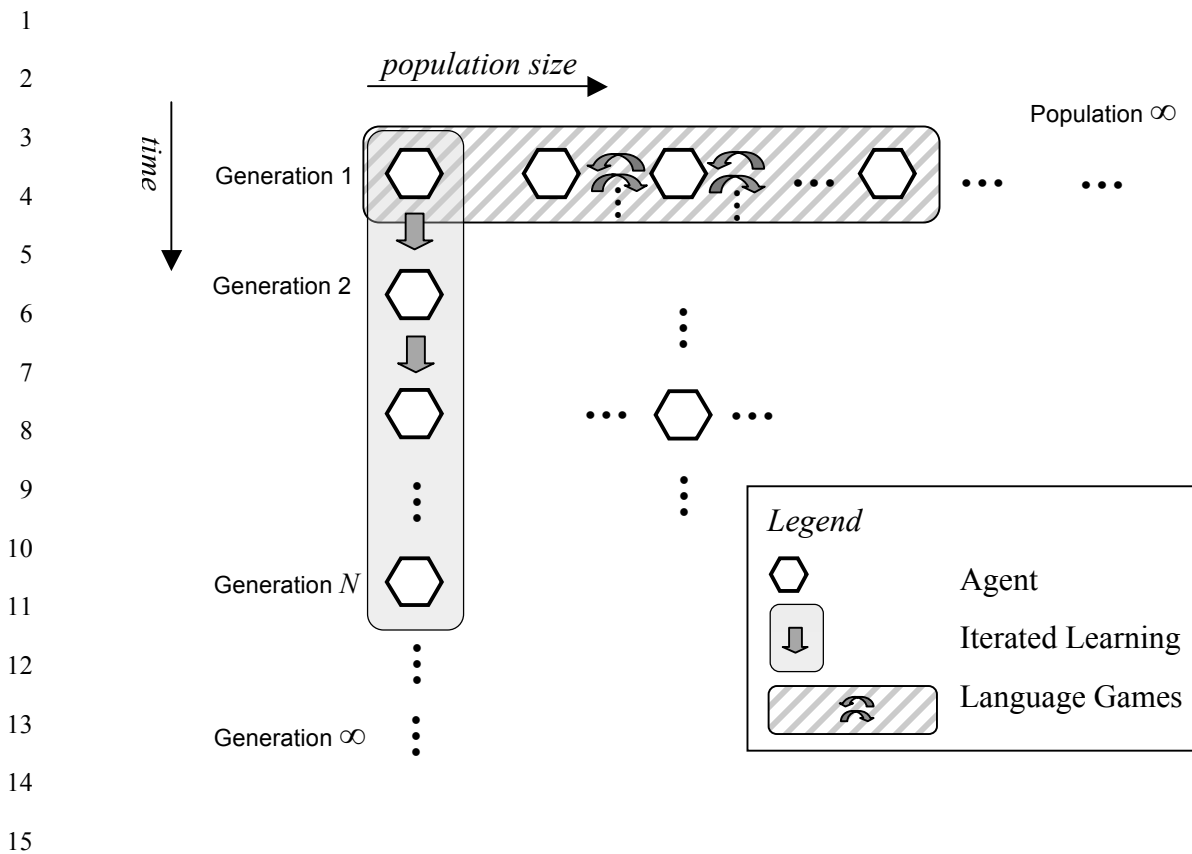 1
2
population size
3
Population ∞
time
Generation 1
4
5
Generation 2
6
7
8
9
Legend
10
Generation N
Agent
11
Iterated Learning
12
Language Games
13
Generation ∞
14
15